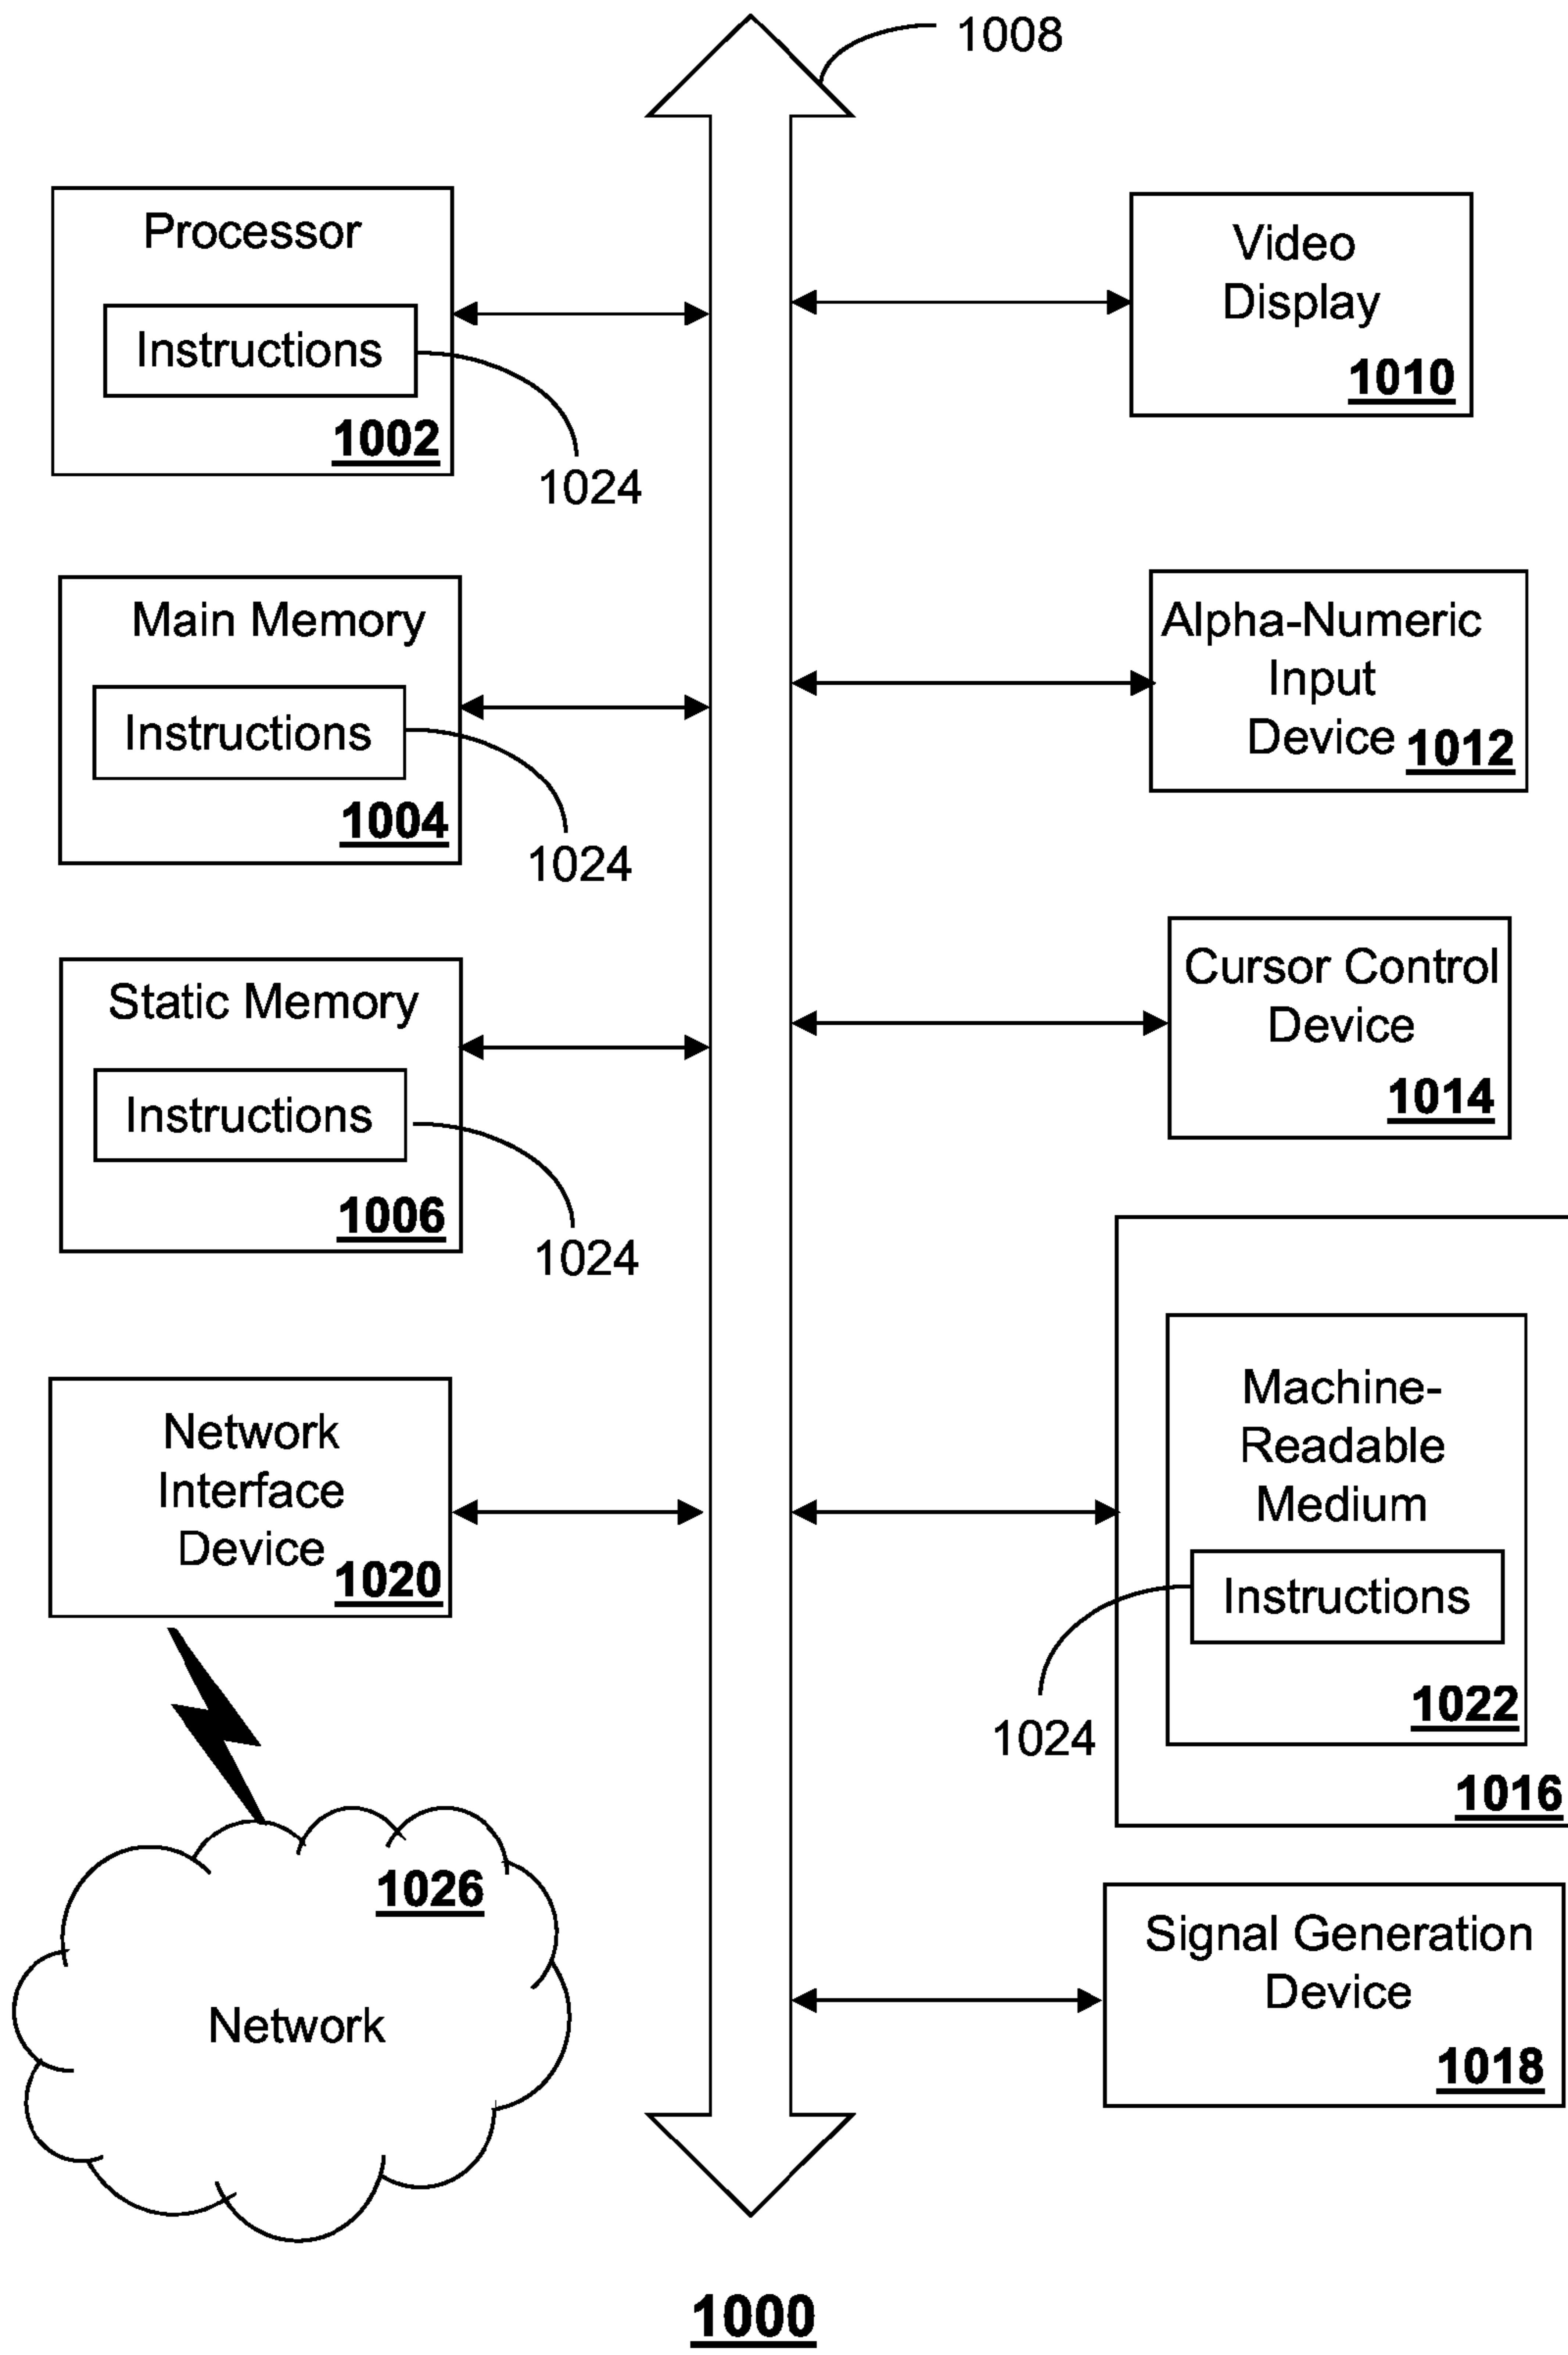 1008
Processor
Instructions
1002
1024
Main Memory
Instructions
1004
1024
Static Memory
Instructions
1006
1024
Network
Interface
Device
1020
1026
Network
Video
Display
1010
Alpha-Numeric
Input
Device 1012
Cursor Control
Device
1014
Machine-
Readable
Medium
Instructions
1024
1022
1016
Signal Generation
Device
1018
1000